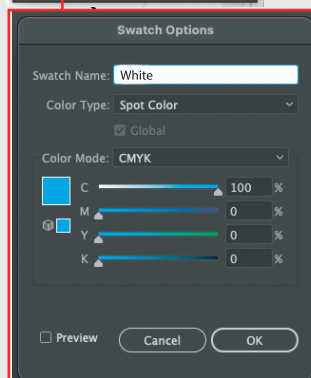 Swatch Options
Swatch Name: White
Color Type: Spot Color
Global
Color Mode: CMYK
C 100 %
M 0 %
Y 0 %
K 0 %
Preview Cancel OK